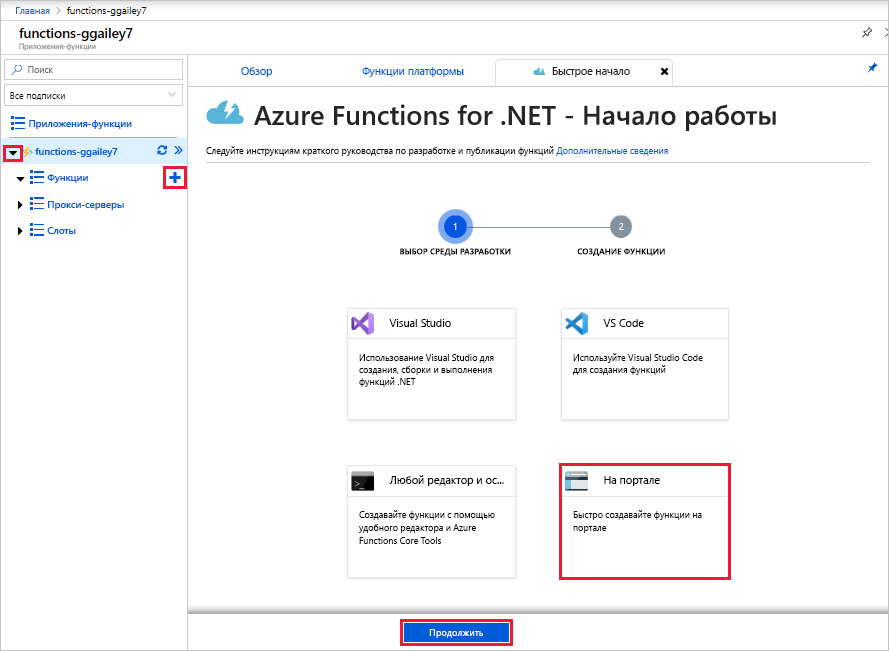 Главная > functions-ggailey7
functions-ggailey7
Приложения-функции
Поиск
Все подписки
Приложения-функции
functions-ggailey7
Функции
Прокси-серверы
Слоты
Обзор
Функции платформы
Быстрое начало
Azure Functions for .NET - Начало работы
Следуйте инструкциям краткого руководства по разработке и публикации функций Дополнительные сведения
1
2
ВЫБОР СРЕДЫ РАЗРАБОТКИ
СОЗДАНИЕ ФУНКЦИИ
Visual Studio
Использование Visual Studio для
создания, сборки и выполнения
функций .NET
VS Code
Используйте Visual Studio Code
для создания функций
Любой редактор и ос...
Создавайте функции с помощью
удобного редактора и Azure
Functions Core Tools
На портале
Быстро создавайте функции на
портале
Продолжить